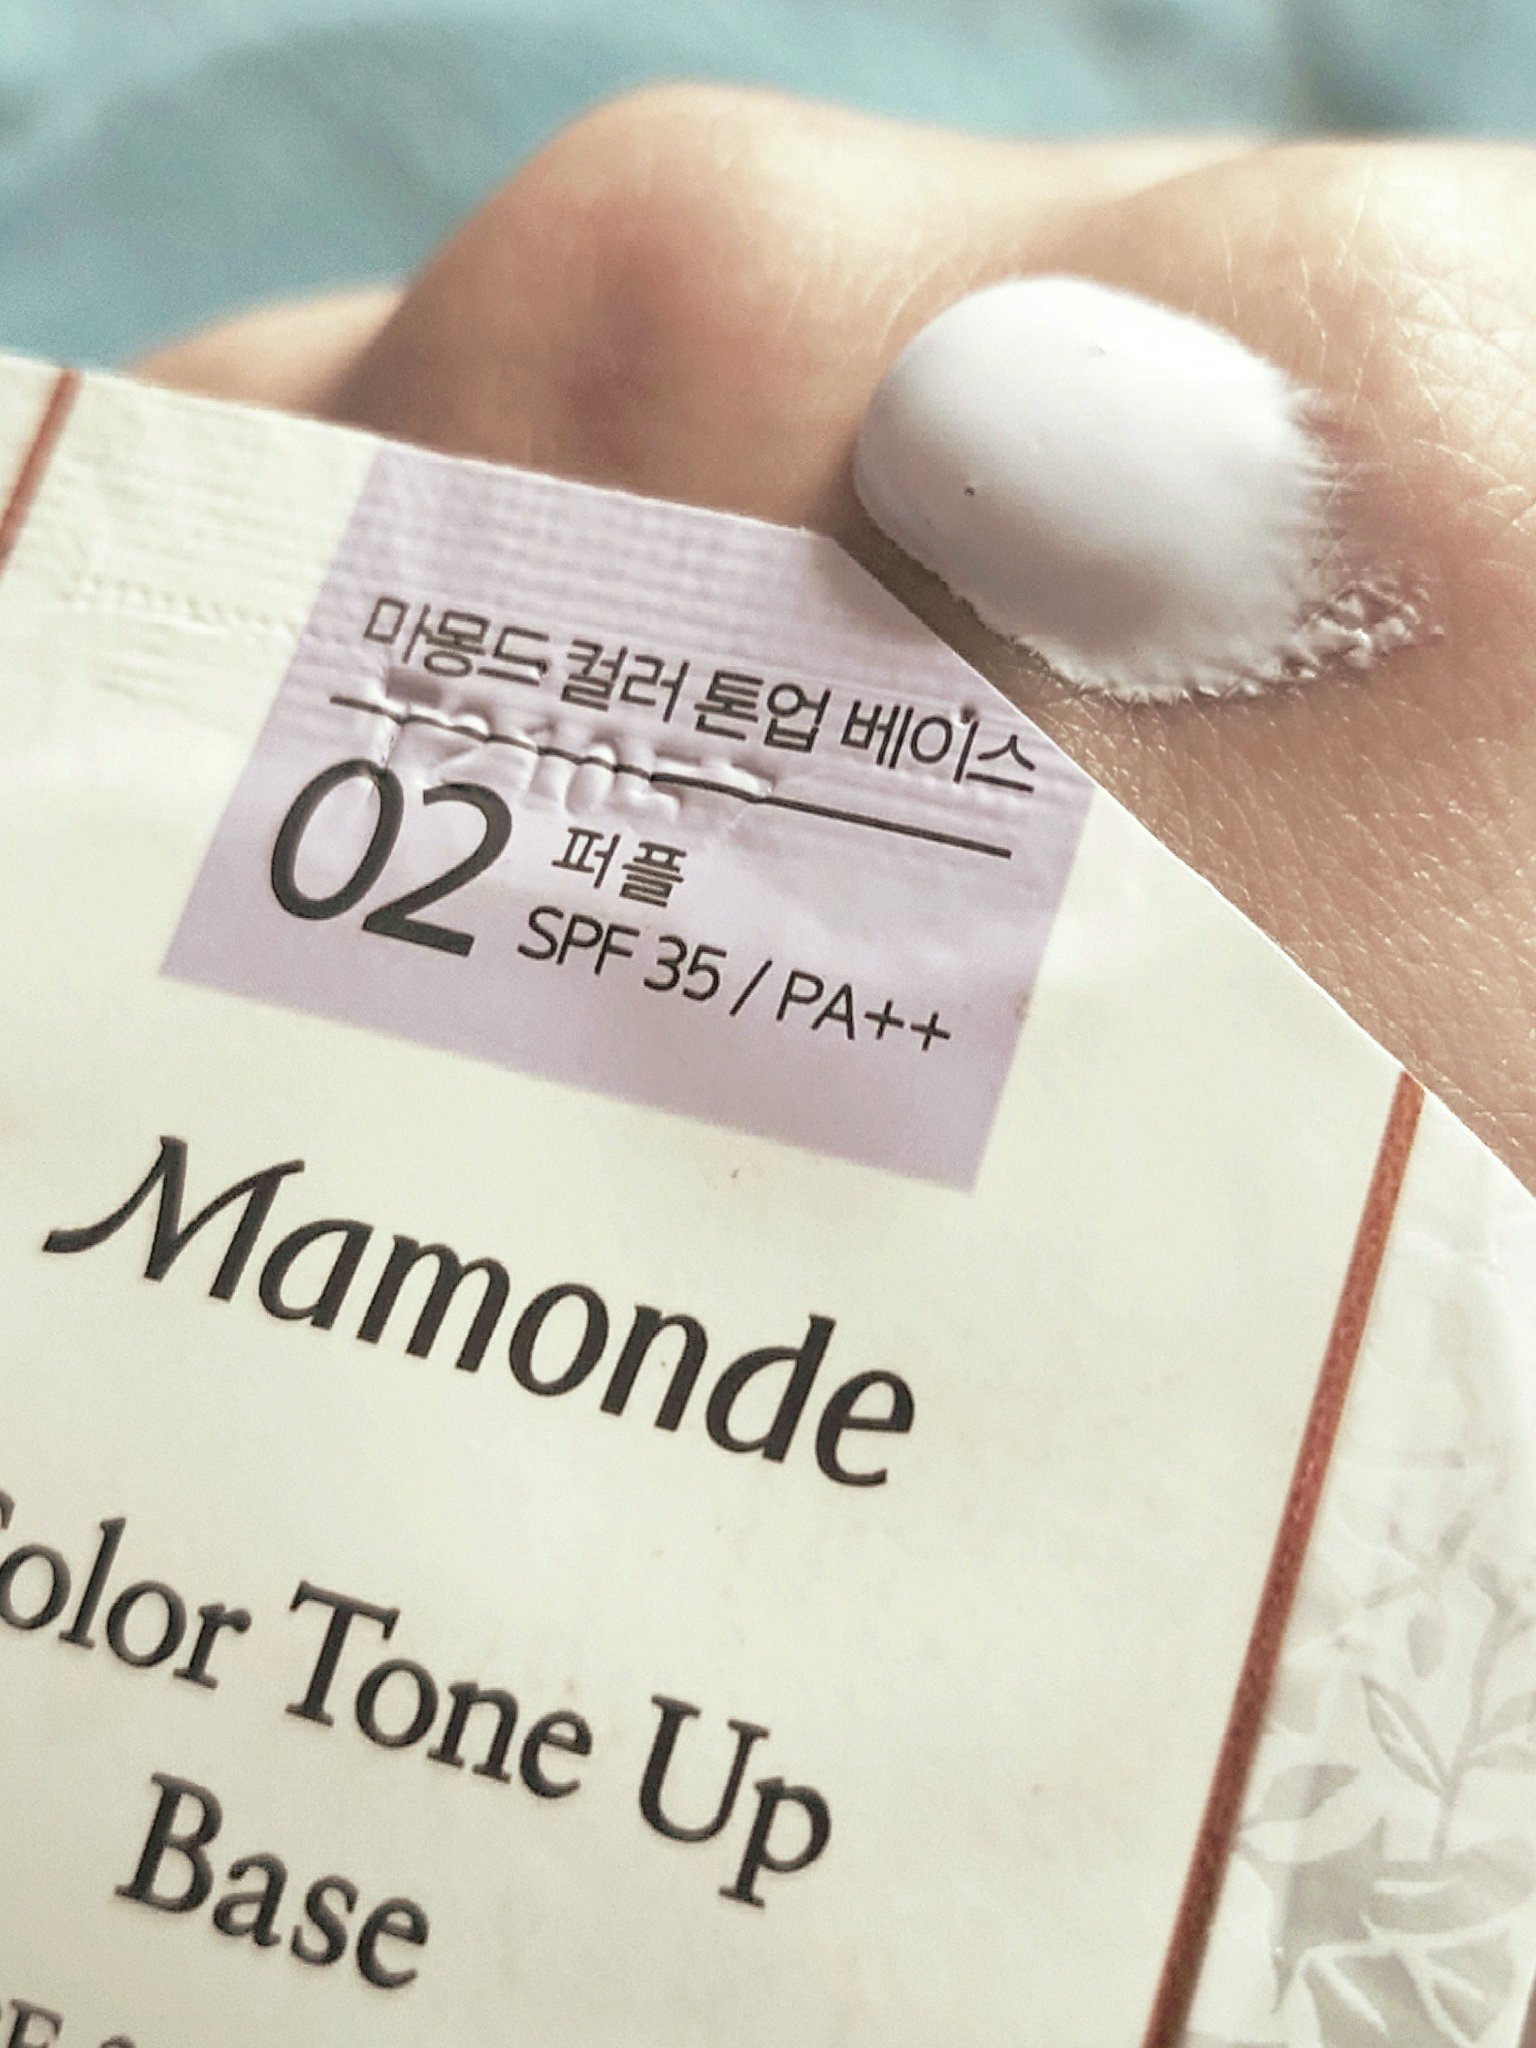 마몽드 컬러 톤업 베이스
02 퍼플
SPF 35 / PA++
Mamonde
Color Tone Up
Base